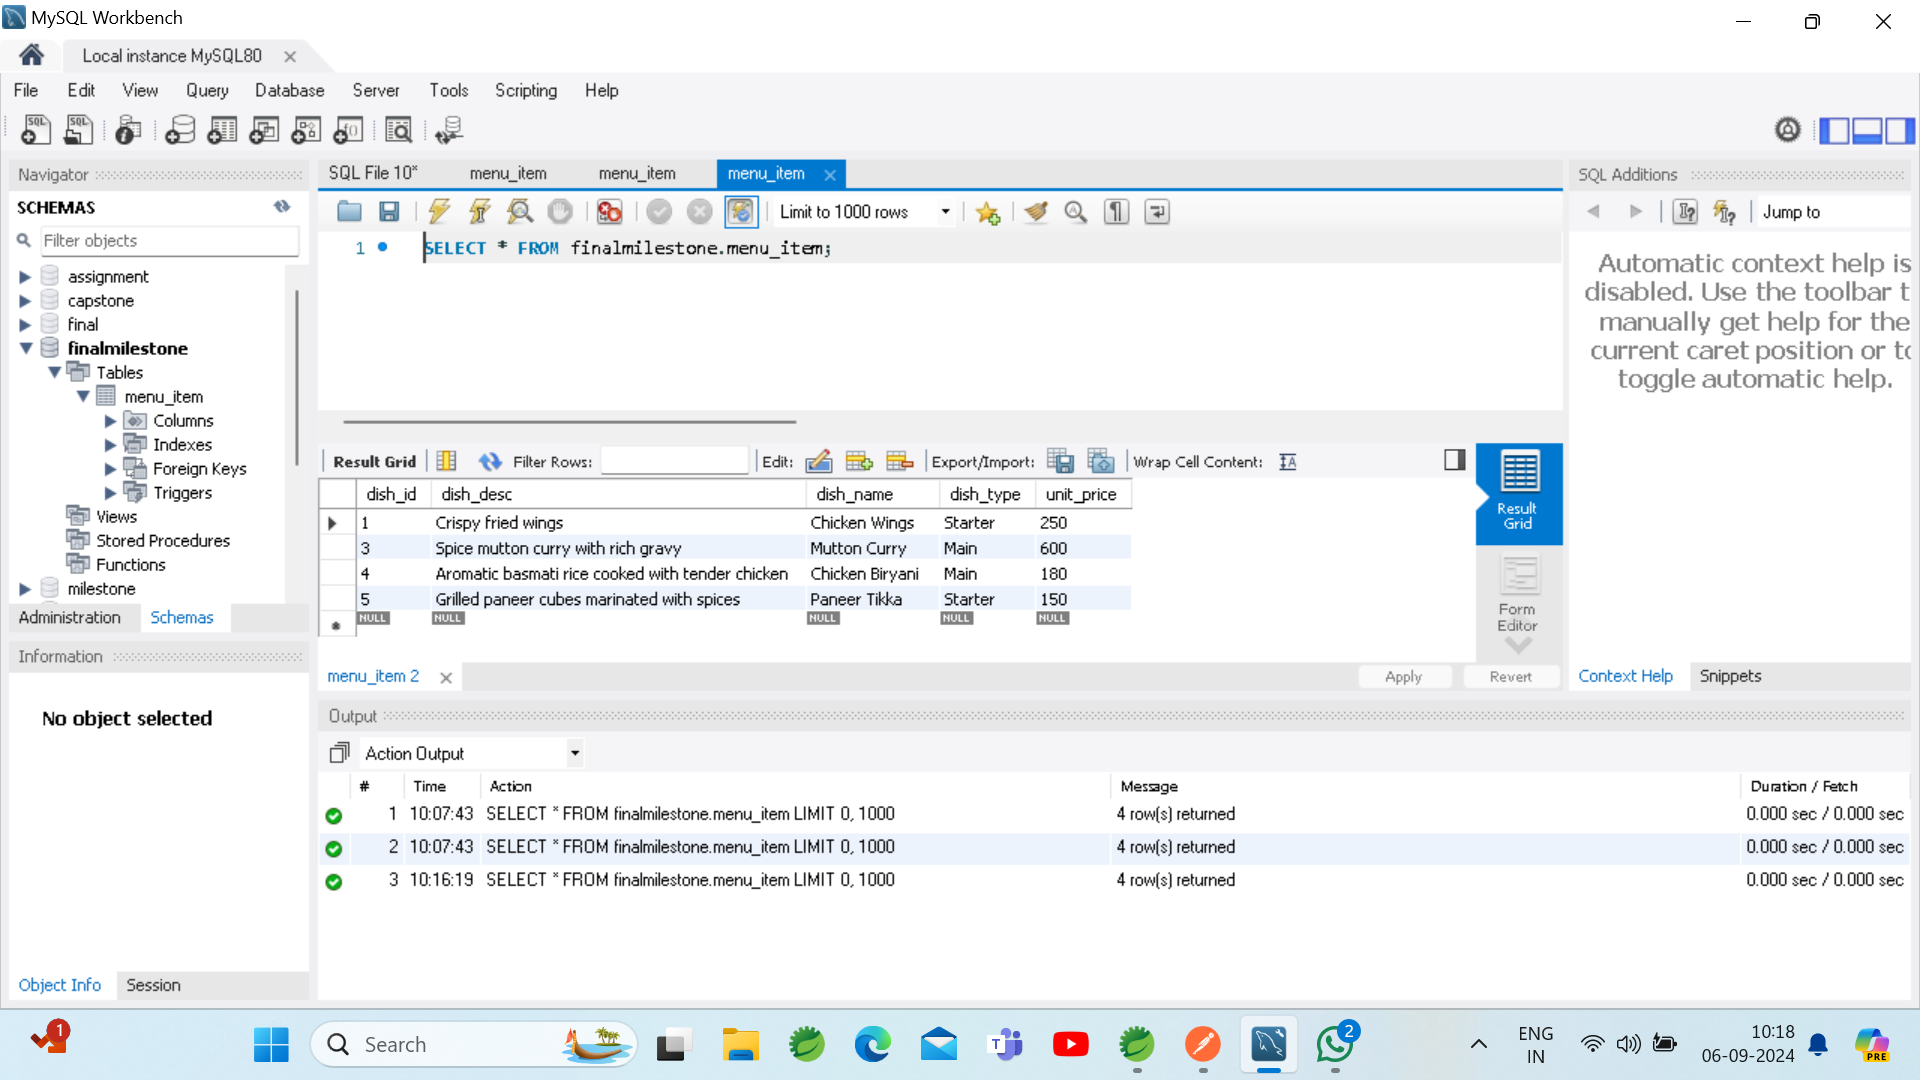 MySQL Workbench
Local instance MySQL80
File Edit View Query Database Server Tools Scripting Help
Navigator
SCHEMAS
Filter objects
assignment
capstone
final
finalmilestone
Tables
menu_item
Columns
Indexes
Foreign Keys
Triggers
Views
Stored Procedures
Functions
milestone
Administration Schemas
Information
No object selected
Object Info Session
SQL File 10* menu_item menu_item menu_item
Limit to 1000 rows
1 SELECT * FROM finalmilestone.menu_item;
Result Grid Filter Rows: Edit: Export/Import: Wrap Cell Content:
dish_id dish_desc dish_name dish_type unit_price
1 Crispy fried wings Chicken Wings Starter 250
3 Spice mutton curry with rich gravy Mutton Curry Main 600
4 Aromatic basmati rice cooked with tender chicken Chicken Biryani Main 180
5 Grilled paneer cubes marinated with spices Paneer Tikka Starter 150
NULL NULL NULL NULL NULL
Result
Grid
Form
Editor
menu_item 2 Apply Revert
SQL Additions
Jump to
Automatic context help is
disabled. Use the toolbar t
manually get help for the
current caret position or to
toggle automatic help.
Context Help Snippets
Output
Action Output
# Time Action Message Duration / Fetch
1 10:07:43 SELECT * FROM finalmilestone.menu_item LIMIT 0, 1000 4 row(s) returned 0.000 sec / 0.000 sec
2 10:07:43 SELECT * FROM finalmilestone.menu_item LIMIT 0, 1000 4 row(s) returned 0.000 sec / 0.000 sec
3 10:16:19 SELECT * FROM finalmilestone.menu_item LIMIT 0, 1000 4 row(s) returned 0.000 sec / 0.000 sec
1
Search
2
ENG
IN
10:18
06-09-2024
PRE